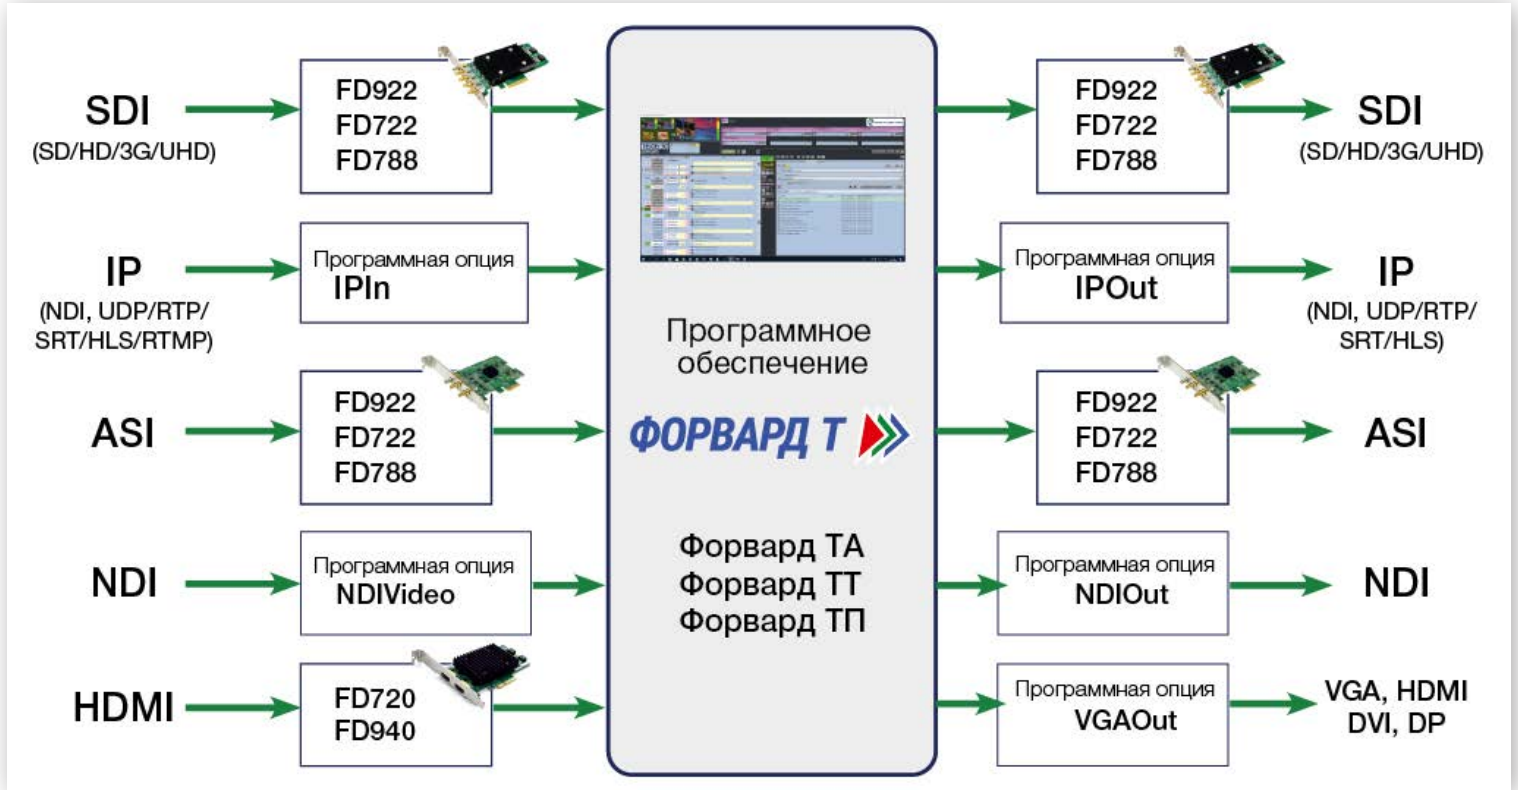 SDI
(SD/HD/3G/UHD)
FD922
FD722
FD788
IP
(NDI, UDP/RTP/
SRT/HLS/RTMP)
Программная опция
IPIn
ASI
FD922
FD722
FD788
NDI
Программная опция
NDIVideo
HDMI
FD720
FD940
Программное
обеспечение
ФОРВАРД Т
Форвард ТА
Форвард ТТ
Форвард ТП
FD922
FD722
FD788
SDI
(SD/HD/3G/UHD)
Программная опция
IPOut
IP
(NDI, UDP/RTP/
SRT/HLS)
FD922
FD722
FD788
ASI
Программная опция
NDIOut
NDI
Программная опция
VGAOut
VGA, HDMI
DVI, DP